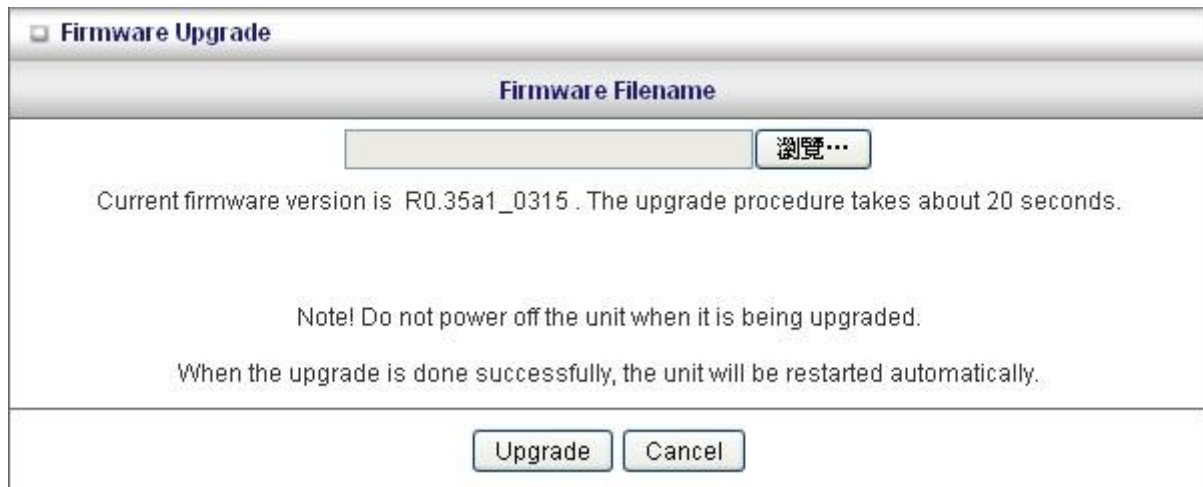 Firmware Upgrade
Firmware Filename
瀏覽…
Current firmware version is R0.35a1_0315 . The upgrade procedure takes about 20 seconds.
Note! Do not power off the unit when it is being upgraded.
When the upgrade is done successfully, the unit will be restarted automatically.
Upgrade Cancel